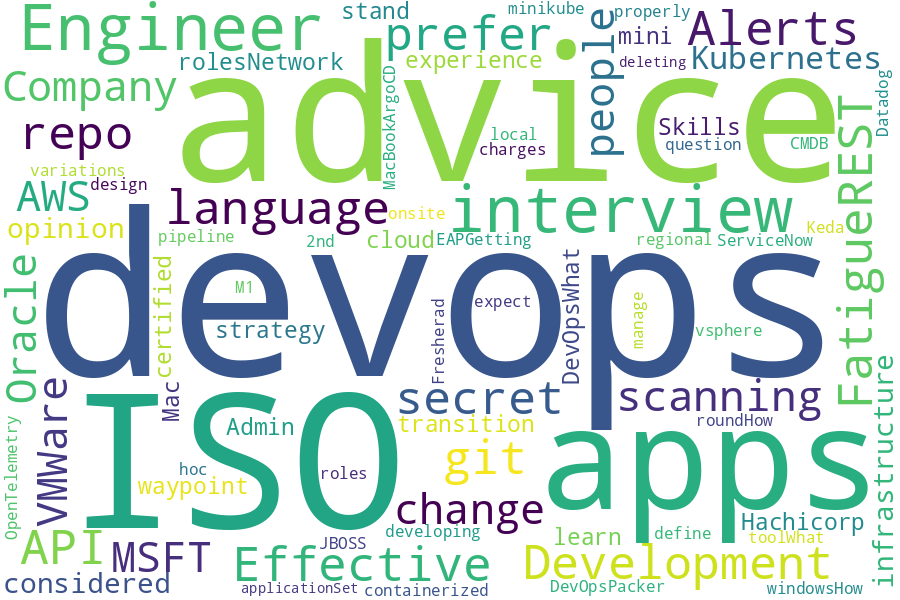 Engineer
stand
minikube
properly
prefer
mini
Alerts
people
rolesNetwork
experience
deleting
Kubernetes
Company
advice
MacBookArgoCD
Datadog
repo
local
charges
Skills
question
CMDB
FatigueREST
variations
design
AWS
language
onsite
interview
opinion
pipeline
2nd
cloud
EAPGetting
regional
ServiceNow
Keda
devops
Oracle
certified
M1
strategy
Fresherad
expect
DevOpsWhat
manage
vsphere
VMWare
Mac
ISO
secret
scanning
infrastructure
OpenTelemetry
Admin
transition
roundHow
apps
git
hoc
roles
waypoint
change
Hachicorp
API
MSFT
JBOSS
developing
learn
define
toolWhat
considered
Effective
Development
applicationSet
containerized
DevOpsPacker
windowsHow